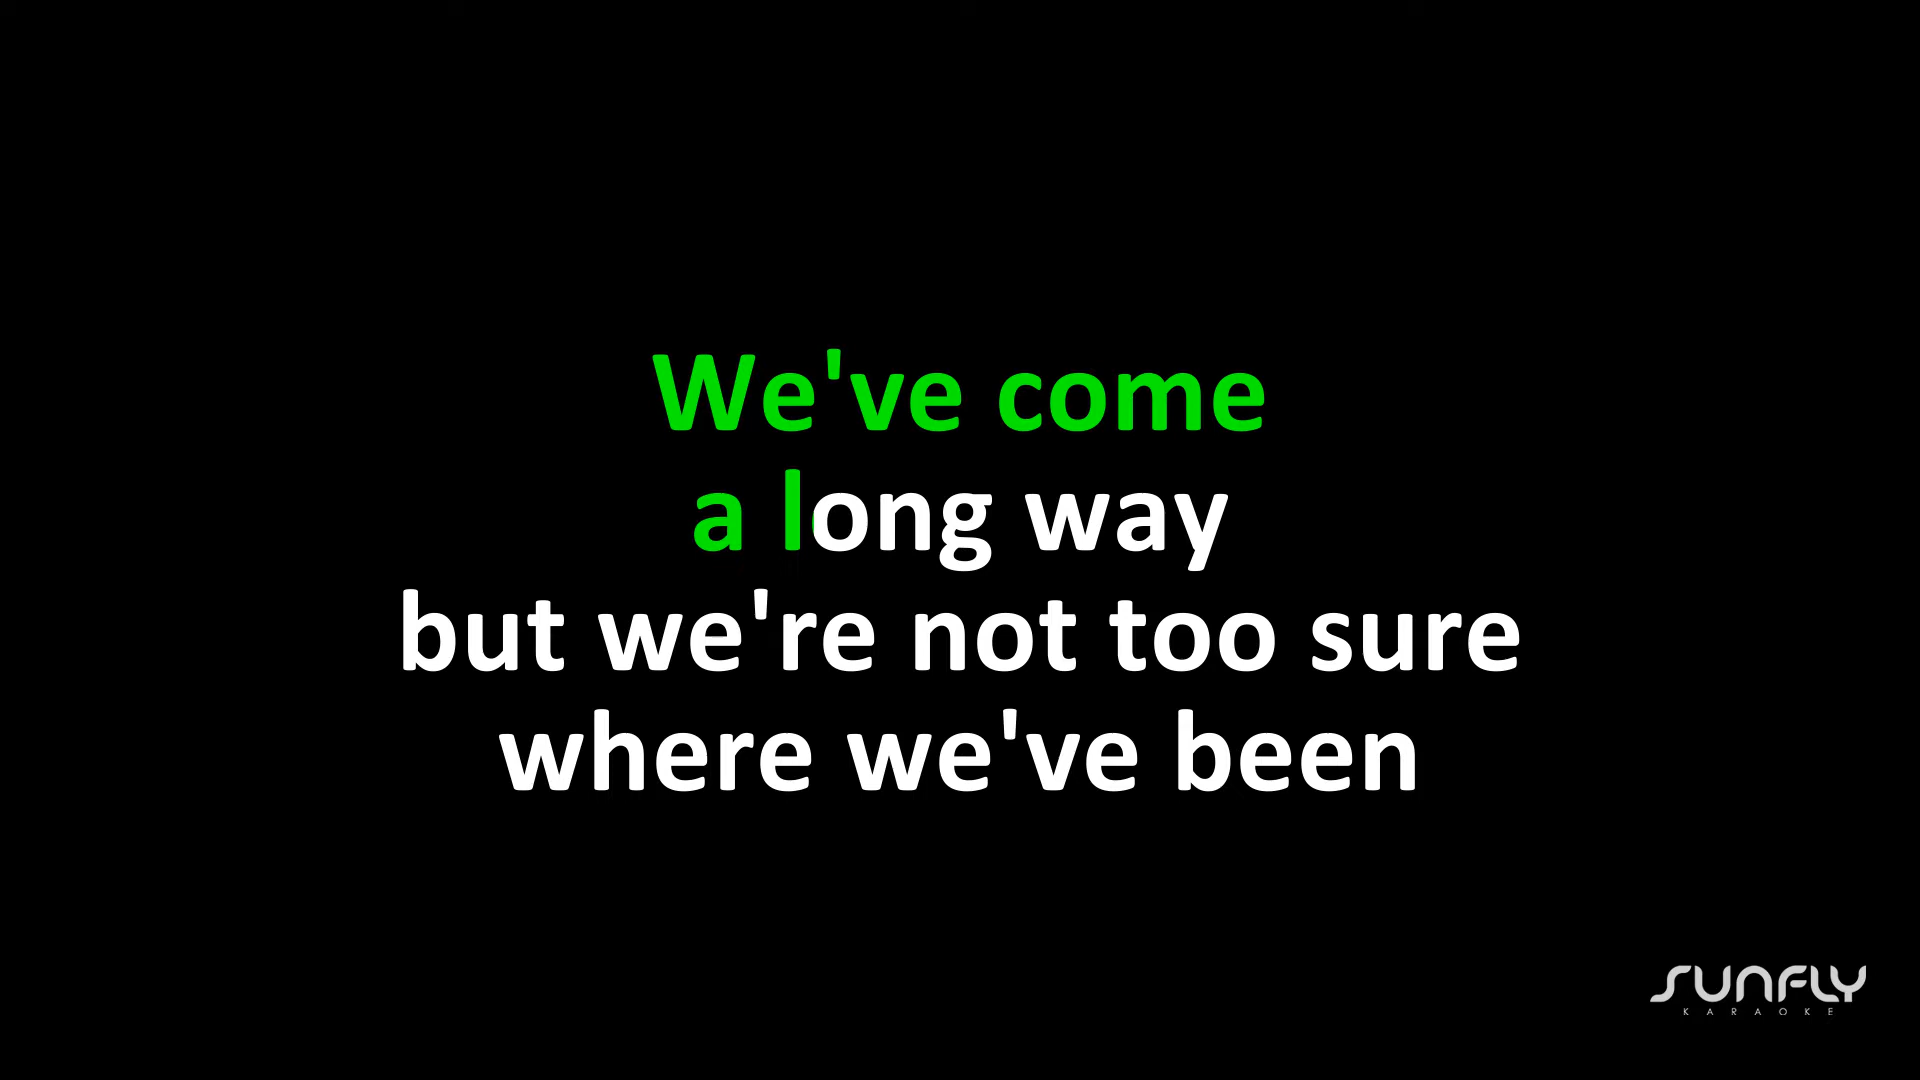 We've come
a long way
but we're not too sure
where we've been
SUNFLY
KARAOKE